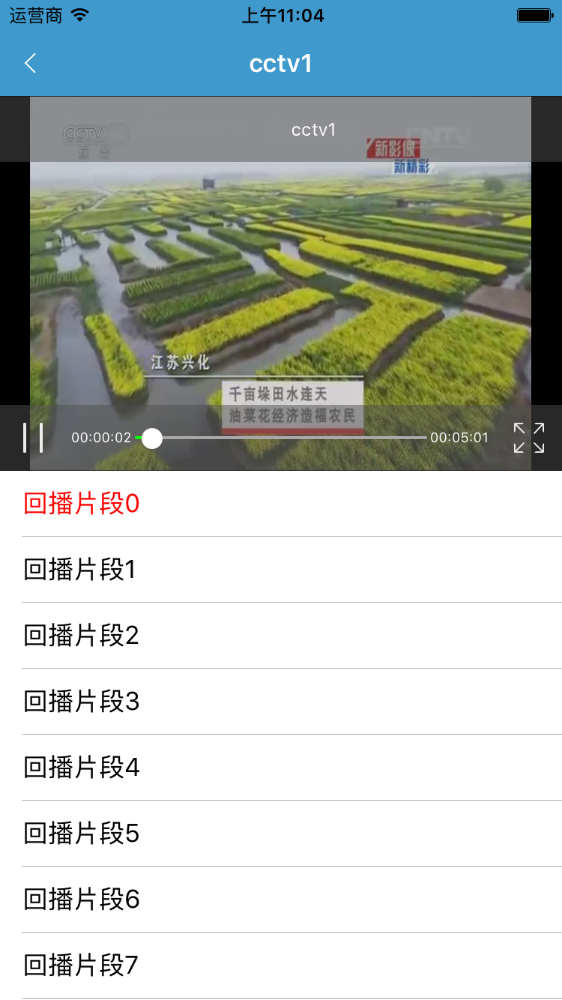 运营商
上午11:04
cctv1
cctv1
CCTV
CNTV
新影像
新精彩
江苏兴化
千亩垛田水连天
油菜花经济造福农民
00:00:02
00:05:01
回播片段0
回播片段1
回播片段2
回播片段3
回播片段4
回播片段5
回播片段6
回播片段7